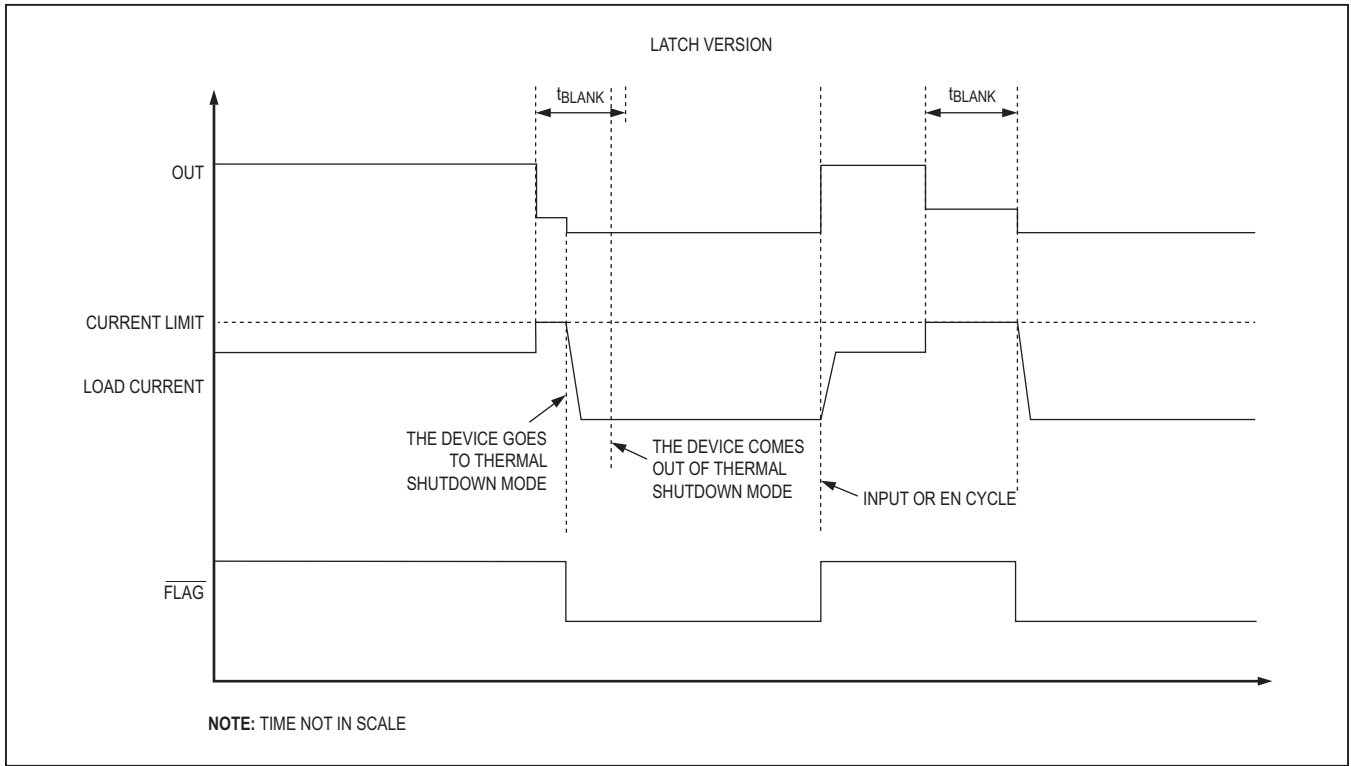 LATCH VERSION
tBLANK
tBLANK
OUT
CURRENT LIMIT
LOAD CURRENT
THE DEVICE GOES
TO THERMAL
SHUTDOWN MODE
THE DEVICE COMES
OUT OF THERMAL
SHUTDOWN MODE
INPUT OR EN CYCLE
FLAG
NOTE: TIME NOT IN SCALE